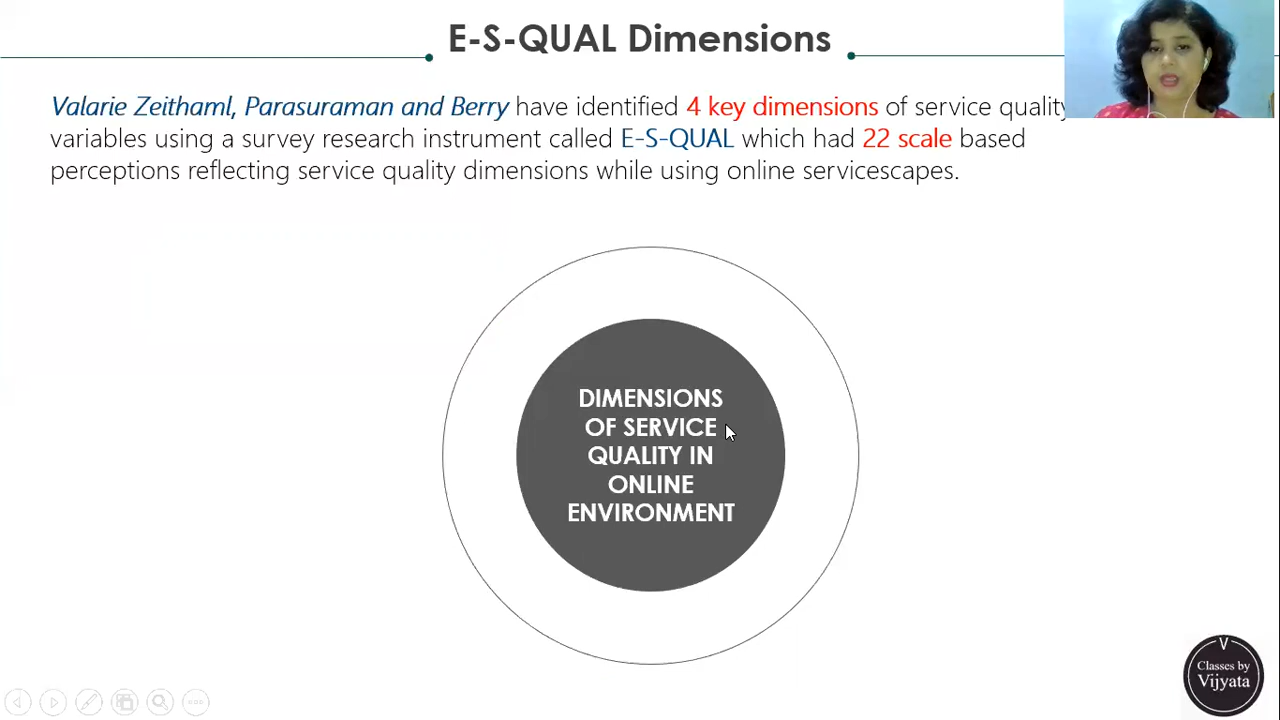 E-S-QUAL Dimensions
Valarie Zeithaml, Parasuraman and Berry have identified 4 key dimensions of service quality
variables using a survey research instrument called E-S-QUAL which had 22 scale based
perceptions reflecting service quality dimensions while using online servicescapes.
DIMENSIONS
OF SERVICE
QUALITY IN
ONLINE
ENVIRONMENT
V
Classes by
Vijyata